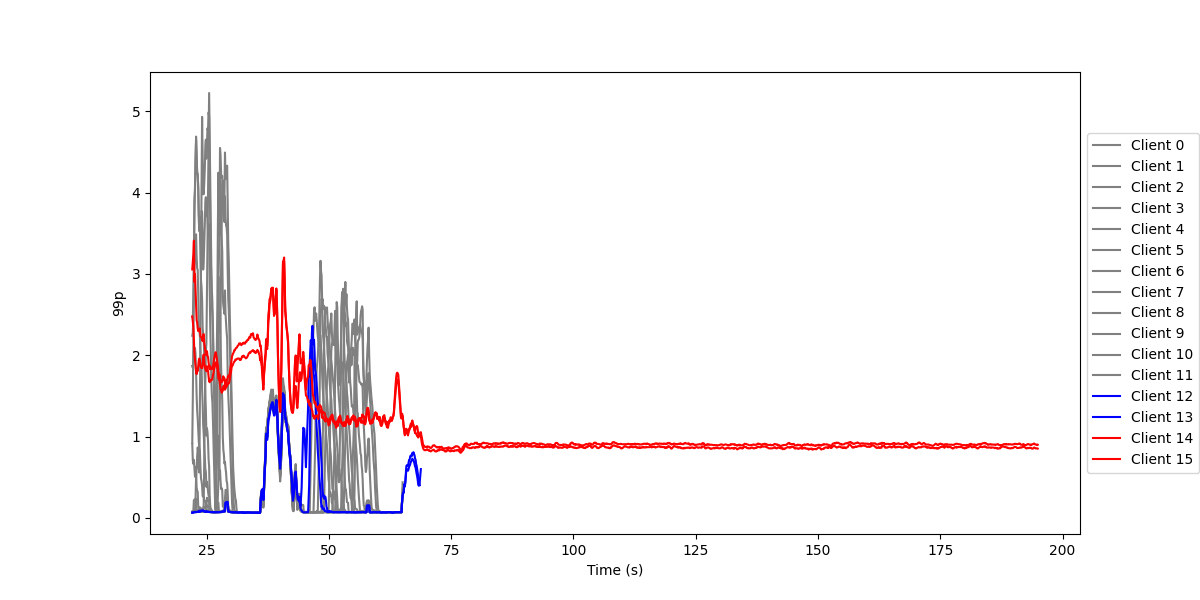 5
4
3
2
1
0
99p
25
50
75
100
125
150
175
200
Time (s)
Client 0
Client 1
Client 2
Client 3
Client 4
Client 5
Client 6
Client 7
Client 8
Client 9
Client 10
Client 11
Client 12
Client 13
Client 14
Client 15